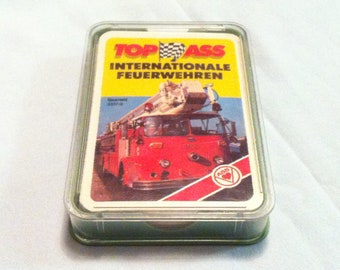 TOP ASS
INTERNATIONALE
FEUERWEHREN